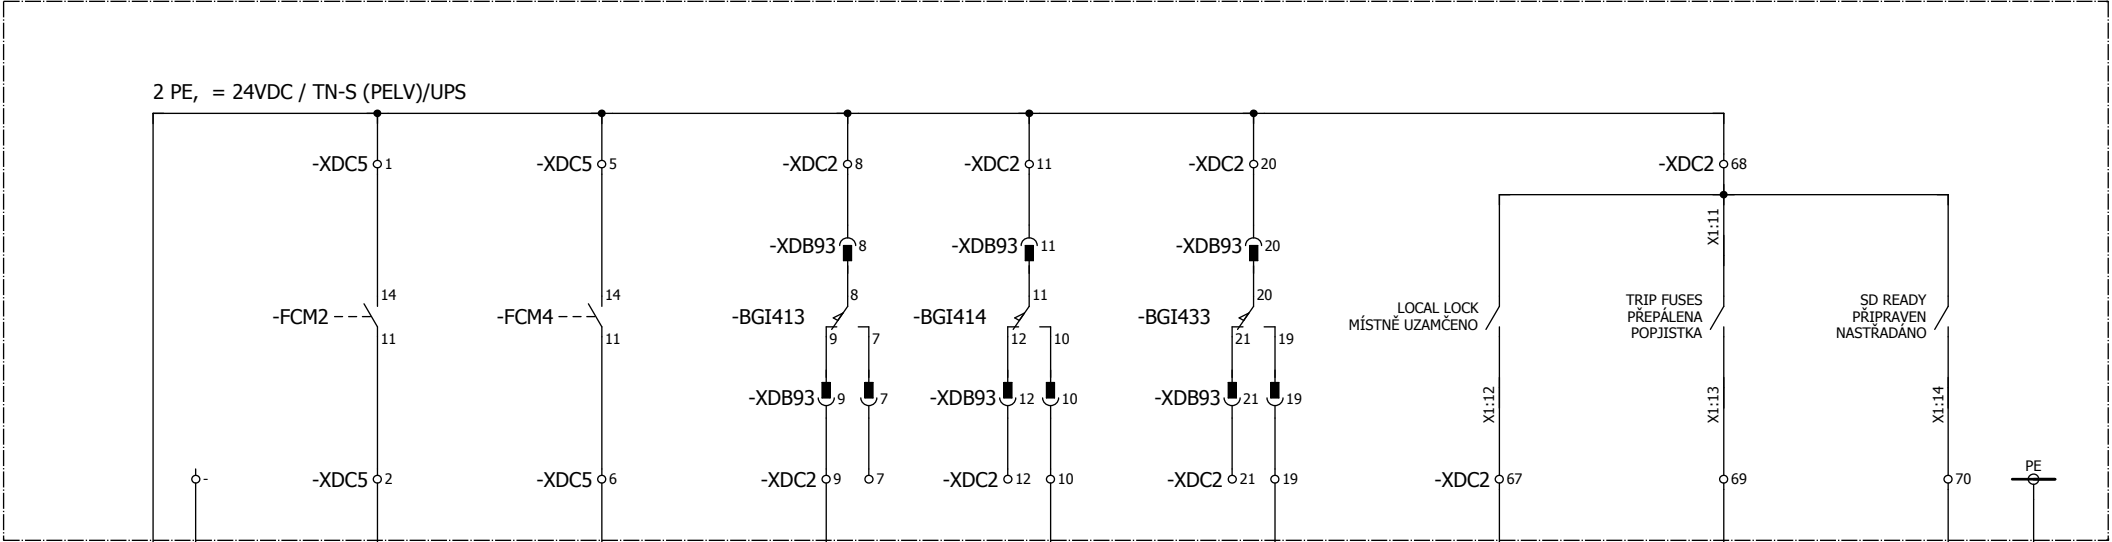 2 PE, = 24VDC / TN-S (PELV)/UPS
-XDC5 1 -XDC5 5 -XDC2 8 -XDC2 11 -XDC2 20 -XDC2 68
X1:11
-XDB93 8 -XDB93 11 -XDB93 20
14 14 8 11 20
-FCM2 -FCM4 -BGI413 -BGI414 -BGI433
LOCAL LOCK
MÍSTNĚ UZAMČENO
TRIP FUSES
PŘEPÁLENA
POPJISTKA
SD READY
PŘIPRAVEN
NASTŘADÁNO
11 11 9 7 12 10 21 19
-XDB93 9 7 -XDB93 12 10 -XDB93 21 19
X1:12 X1:13 X1:14
- -XDC5 2 -XDC5 6 -XDC2 9 7 -XDC2 12 10 -XDC2 21 19 -XDC2 67 69 70
PE